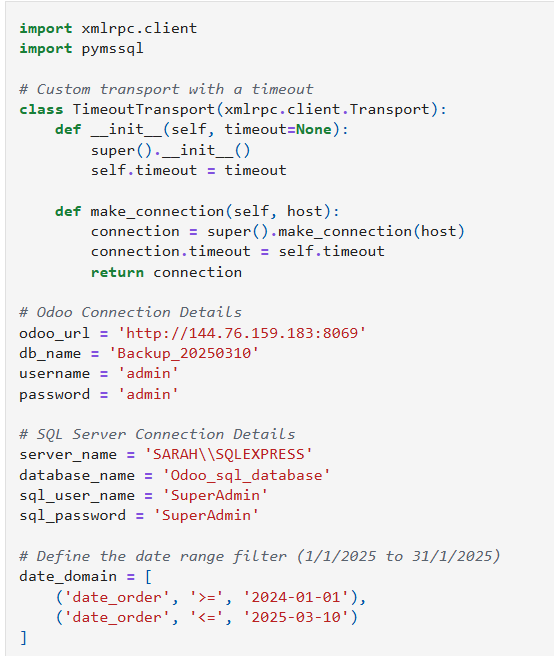 import xmlrpc.client
import pymssql
# Custom transport with a timeout
class TimeoutTransport(xmlrpc.client.Transport):
    def __init__(self, timeout=None):
        super().__init__()
        self.timeout = timeout
    def make_connection(self, host):
        connection = super().make_connection(host)
        connection.timeout = self.timeout
        return connection
# Odoo Connection Details
odoo_url = 'http://144.76.159.183:8069'
db_name = 'Backup_20250310'
username = 'admin'
password = 'admin'
# SQL Server Connection Details
server_name = 'SARAH\\SQLEXPRESS'
database_name = 'Odoo_sql_database'
sql_user_name = 'SuperAdmin'
sql_password = 'SuperAdmin'
# Define the date range filter (1/1/2025 to 31/1/2025)
date_domain = [
    ('date_order', '>=', '2024-01-01'),
    ('date_order', '<=', '2025-03-10')
]